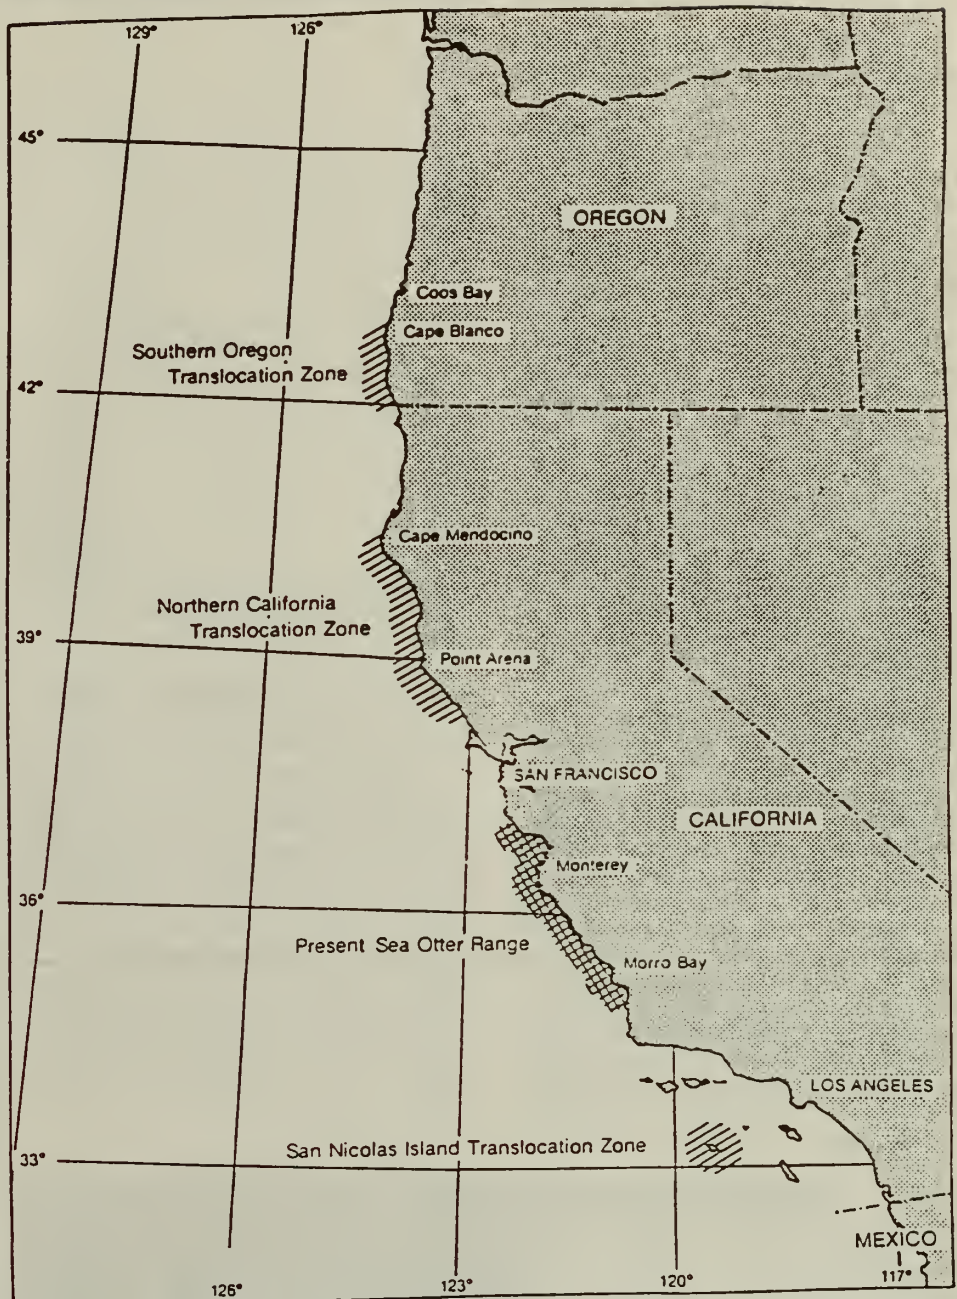 129°
126°
45°
OREGON
Coos Bay
Cape Blanco
Southern Oregon
Translocation Zone
42°
Cape Mendocino
Northern California
Translocation Zone
39°
Point Arena
SAN FRANCISCO
CALIFORNIA
Monterey
36°
Present Sea Otter Range
Morro Bay
LOS ANGELES
San Nicolas Island Translocation Zone
33°
MEXICO
126°
123°
120°
117°